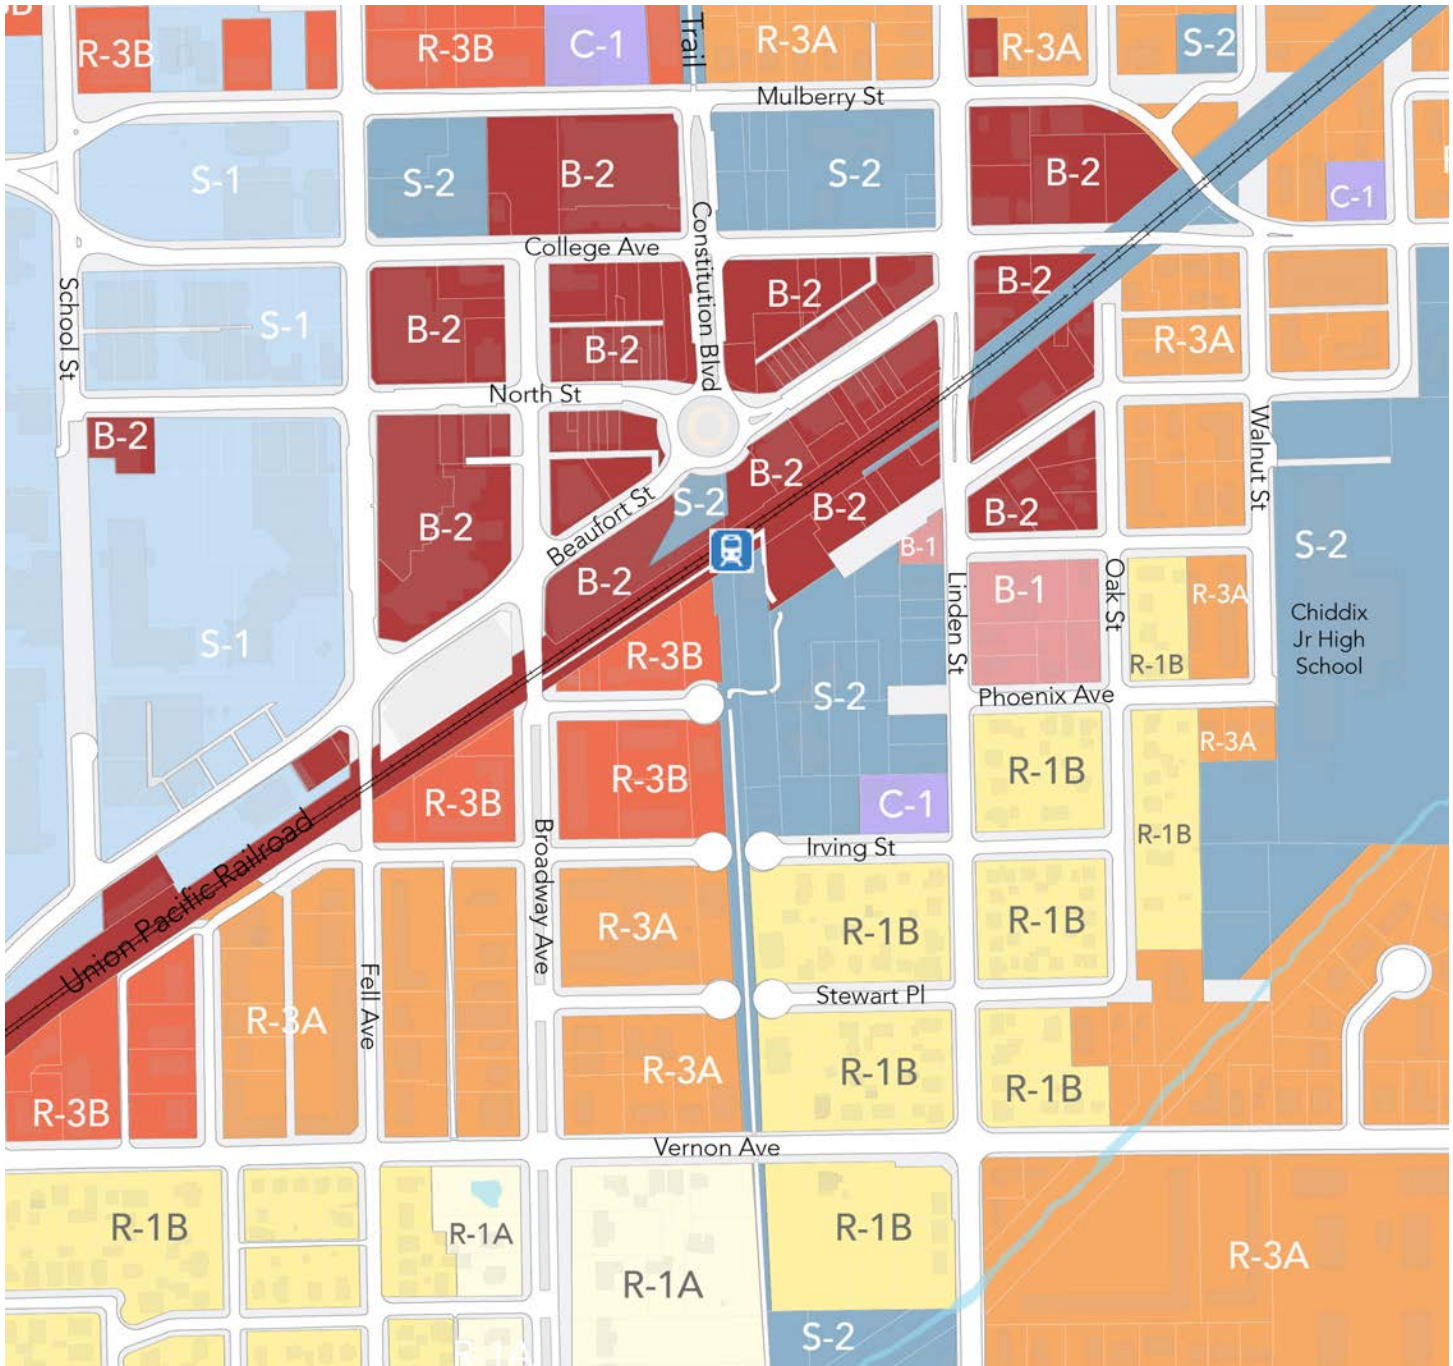 R-3B
R-3B
C-1
Trail
R-3A
R-3A
S-2
Mulberry St
S-1
S-2
B-2
S-2
B-2
C-1
College Ave
Constitution Blvd
School St
S-1
B-2
B-2
B-2
B-2
R-3A
North St
B-2
B-2
Beaufort St
S-2
B-2
B-2
B-2
Walnut St
S-2
B-1
B-2
Linden St
B-1
Oak St
R-3A
Chiddix
Jr High
School
S-1
R-3B
R-1B
S-2
Phoenix Ave
R-3B
R-3B
R-1B
R-3A
C-1
R-1B
Union Pacific Railroad
Broadway Ave
Irving St
R-3A
R-1B
R-1B
Fell Ave
Stewart Pl
R-3A
R-3A
R-1B
R-1B
R-3B
Vernon Ave
R-1B
R-1A
R-1B
R-3A
R-1A
S-2
R-1A